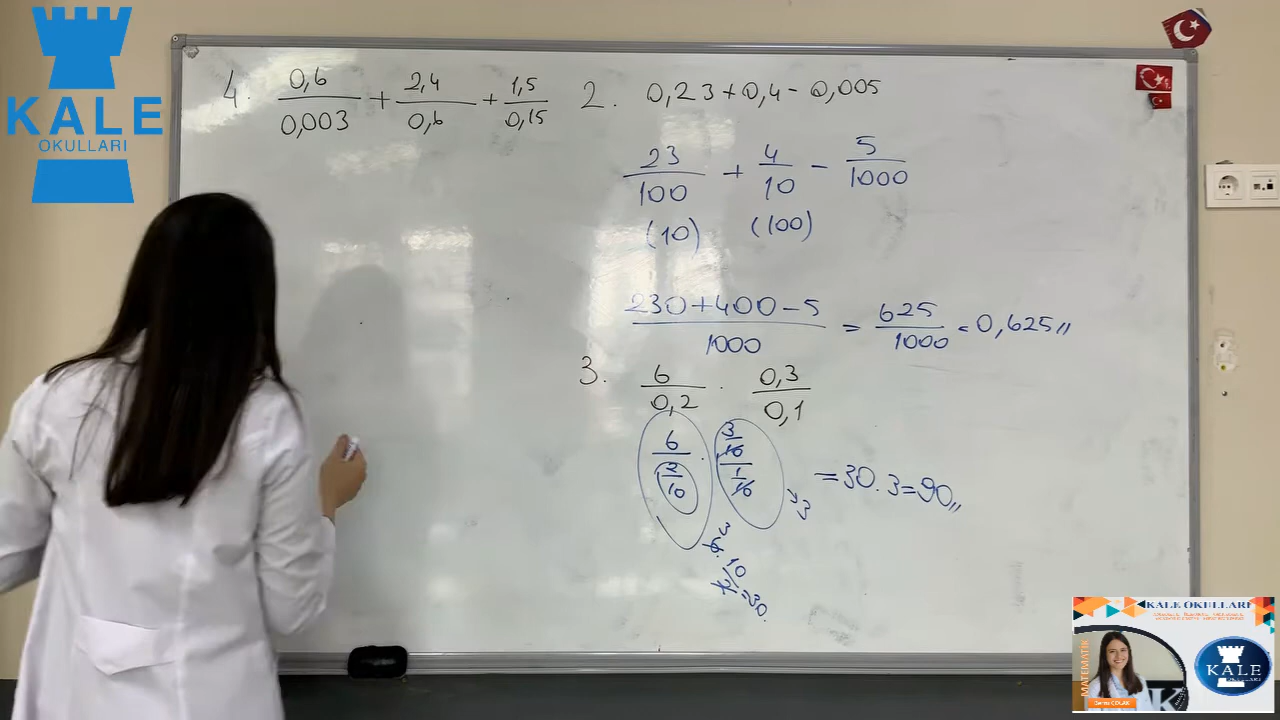 KALE
OKULLARI
4. 0,6/0,003 + 2,4/0,6 + 1,5/0,15
2. 0,23+0,4-0,005
23/100 + 4/10 - 5/1000
(10) (100)
230+400-5/1000 = 625/1000 = 0,625,,
3. 6/0,2 . 0,3/0,1
6/(2/10) . (3/10)/(1/10) = 30.3=90,,
3
3
6.10/2=30.
KALE OKULLARI
MATEMATİK
KALE
OKULLARI